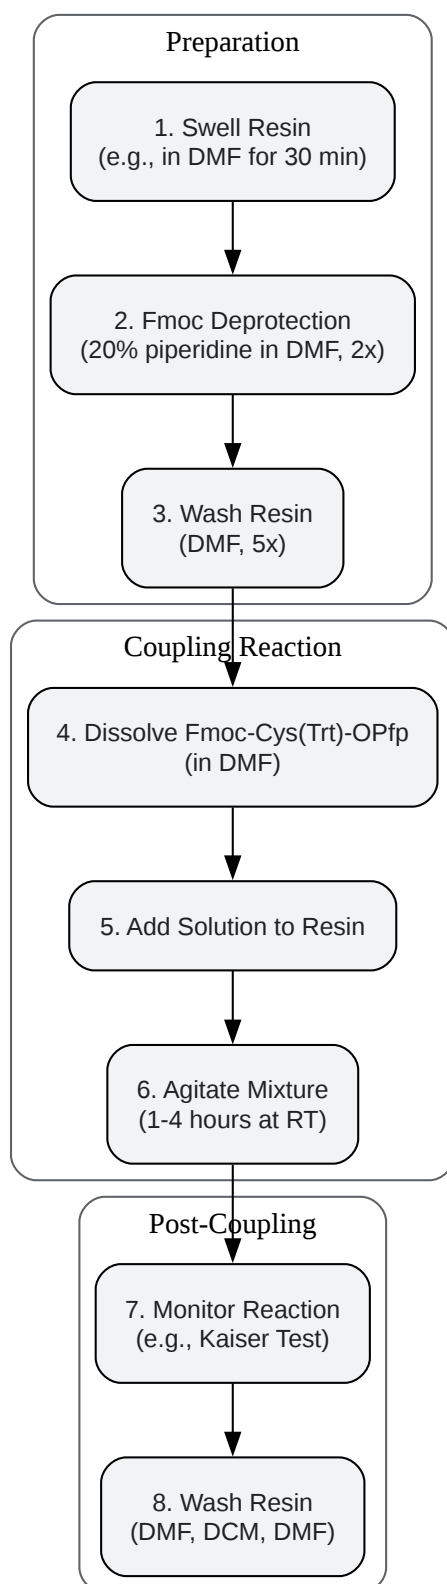 Preparation
1. Swell Resin
(e.g., in DMF for 30 min)
2. Fmoc Deprotection
(20% piperidine in DMF, 2x)
3. Wash Resin
(DMF, 5x)
Coupling Reaction
4. Dissolve Fmoc-Cys(Trt)-OPfp
(in DMF)
5. Add Solution to Resin
6. Agitate Mixture
(1-4 hours at RT)
Post-Coupling
7. Monitor Reaction
(e.g., Kaiser Test)
8. Wash Resin
(DMF, DCM, DMF)